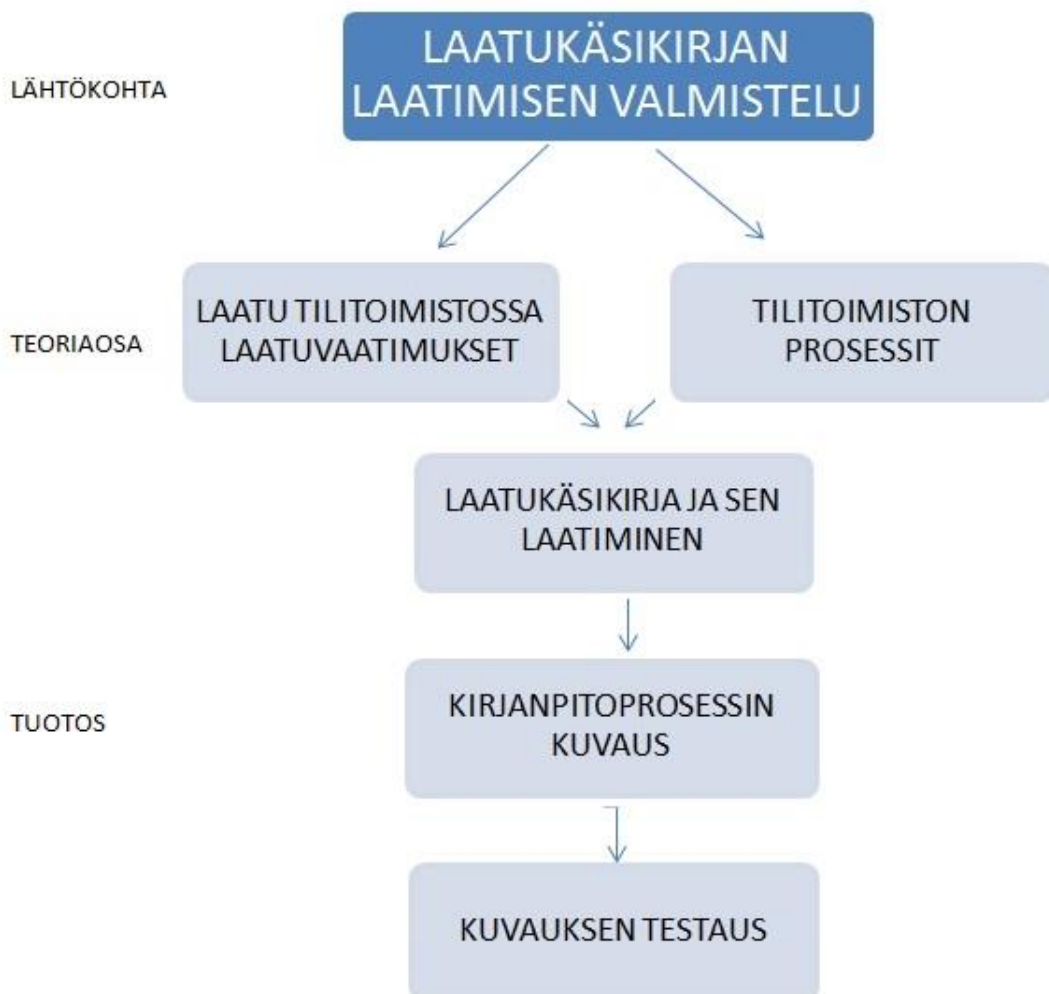 LÄHTÖKOHTA
LAATUKÄSIKIRJAN
LAATIMISEN VALMISTELU
TEORIAOSA
LAATU TILITOIMISTOSSA
LAATUVAATIMUKSET
TILITOIMISTON
PROSESSIT
LAATUKÄSIKIRJA JA SEN
LAATIMINEN
TUOTOS
KIRJANPITOPROSESSIN
KUVAUS
KUVAUKSEN TESTAUS